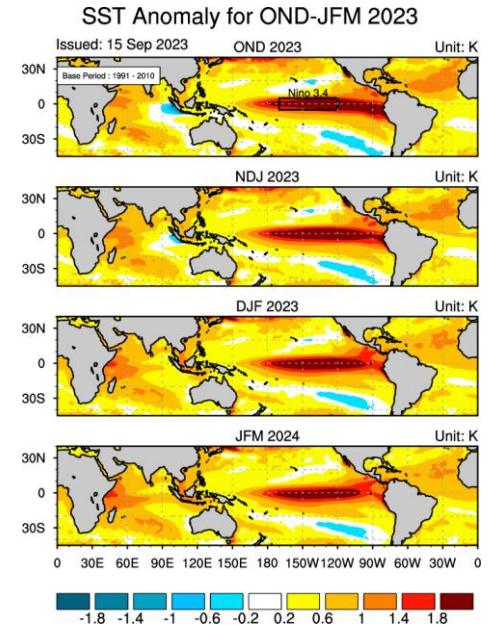 SST Anomaly for OND-JFM 2023
Issued: 15 Sep 2023 OND 2023 Unit: K
30N
Base Period : 1991 - 2010
Nino 3.4
0
30S
NDJ 2023 Unit: K
30N
0
30S
DJF 2023 Unit: K
30N
0
30S
JFM 2024 Unit: K
30N
0
30S
0 30E 60E 90E 120E 150E 180 150W 120W 90W 60W 30W 0
-1.8 -1.4 -1 -0.6 -0.2 0.2 0.6 1 1.4 1.8